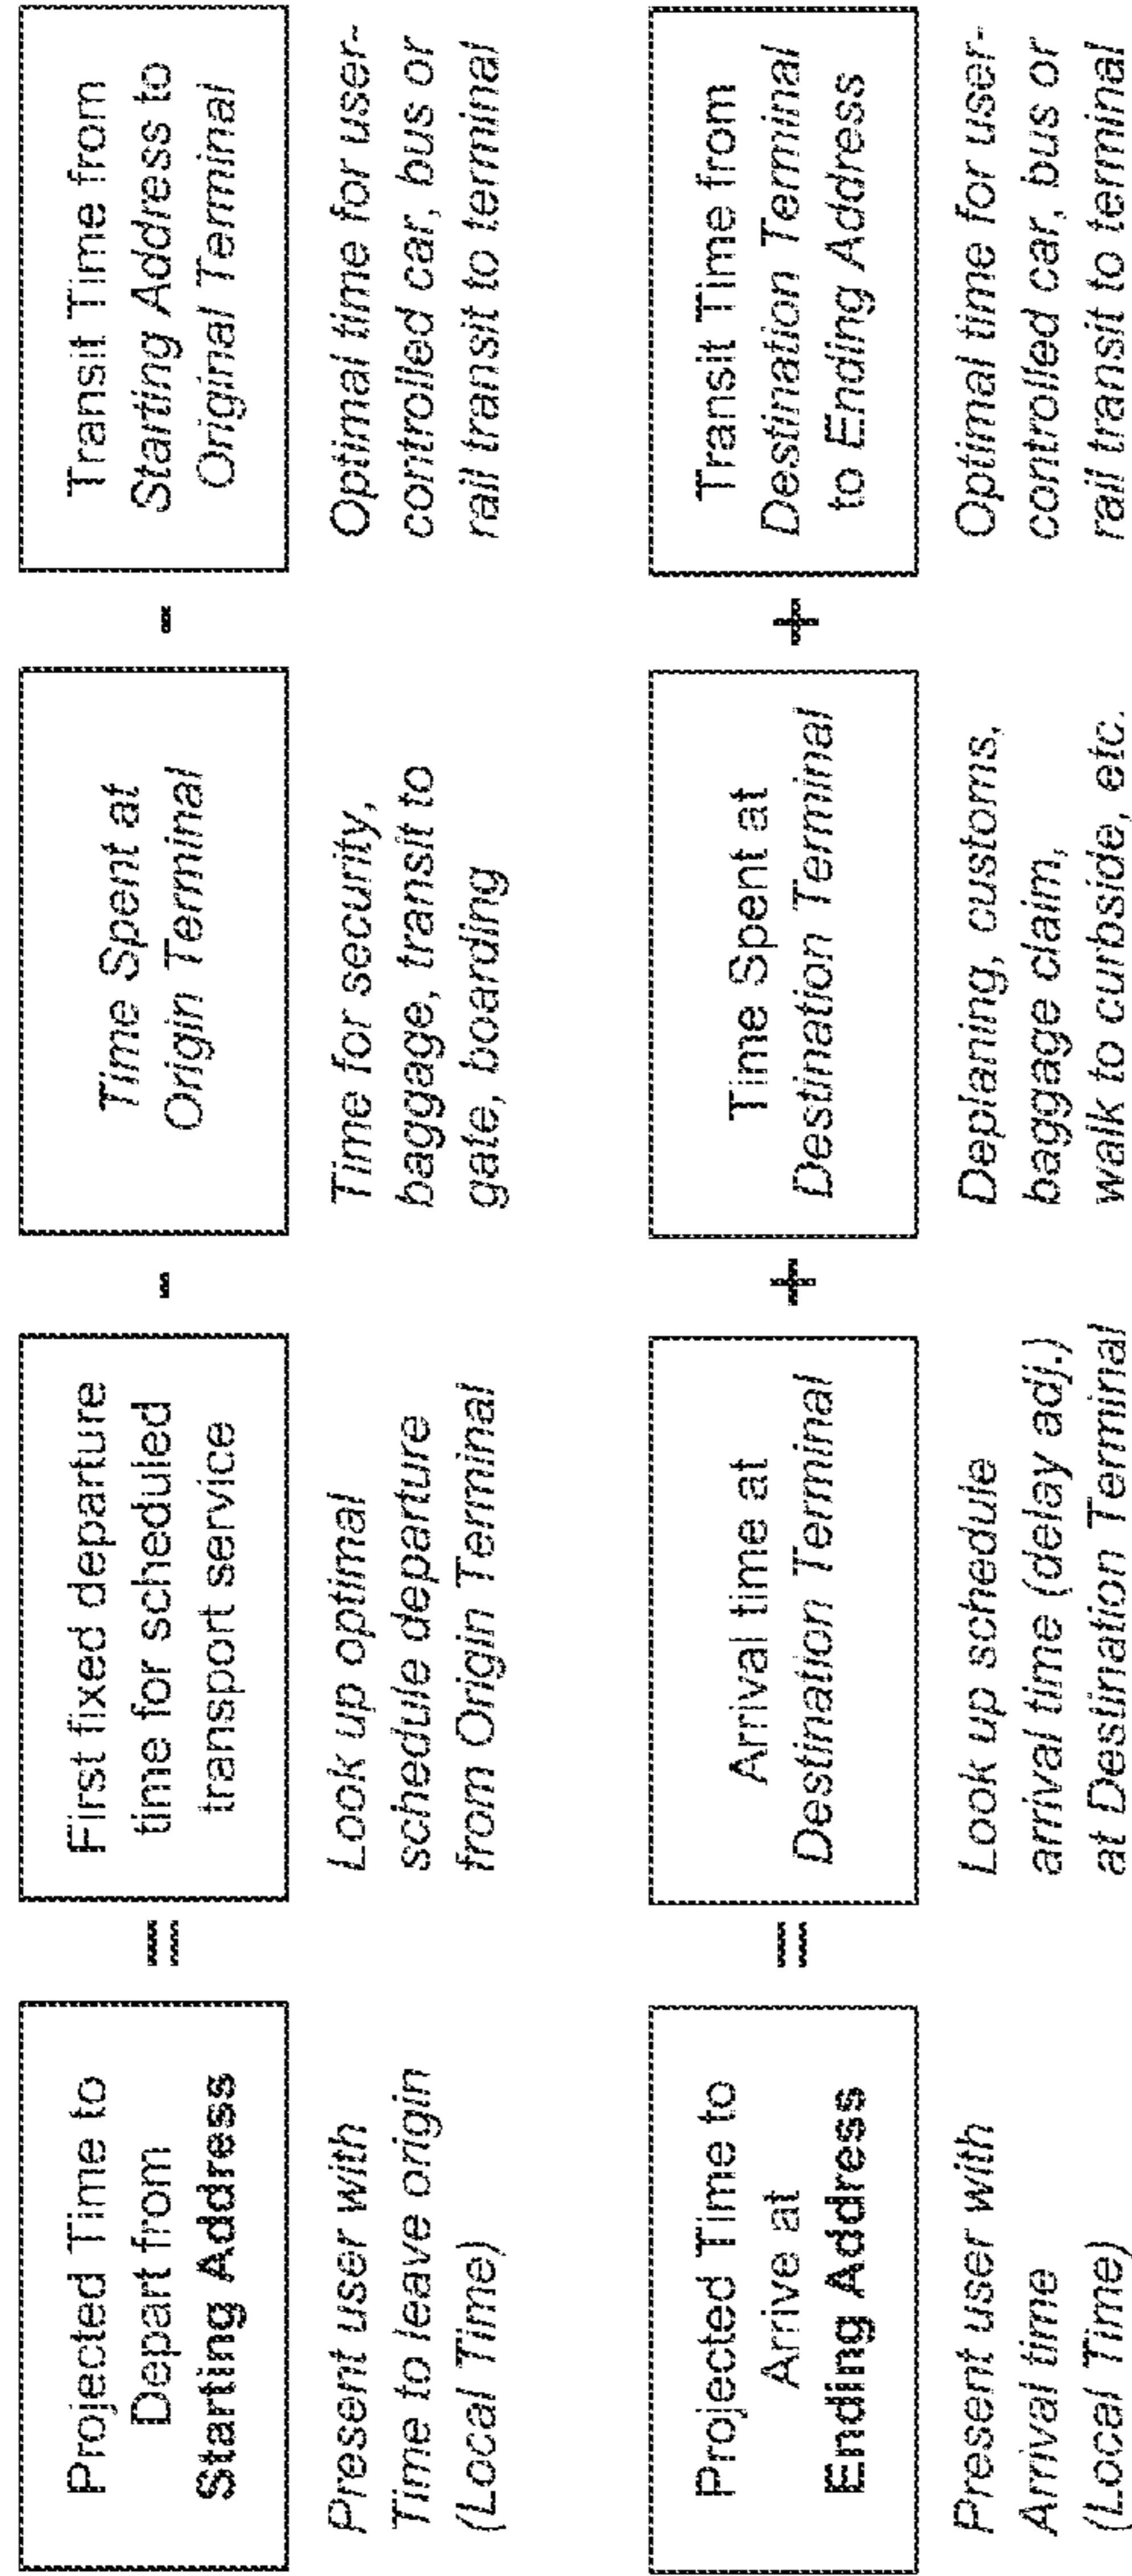 Projected Time to
Depart from
Starting Address
=
First fixed departure
time for scheduled
transport service
-
Time Spent at
Origin Terminal
-
Transit Time from
Starting Address to
Original Terminal
Present user with
Time to leave origin
(Local Time)
Look up optimal
schedule departure
from Origin Terminal
Time for security,
baggage, transit to
gate, boarding
Optimal time for user-
controlled car, bus or
rail transit to terminal
Projected Time to
Arrive at
Ending Address
=
Arrival time at
Destination Terminal
+
Time Spent at
Destination Terminal
+
Transit Time from
Destination Terminal
to Ending Address
Present user with
Arrival time
(Local Time)
Look up schedule
arrival time (delay adj.)
at Destination Terminal
Deplaning, customs,
baggage claim,
walk to curbside, etc.
Optimal time for user-
controlled car, bus or
rail transit to terminal